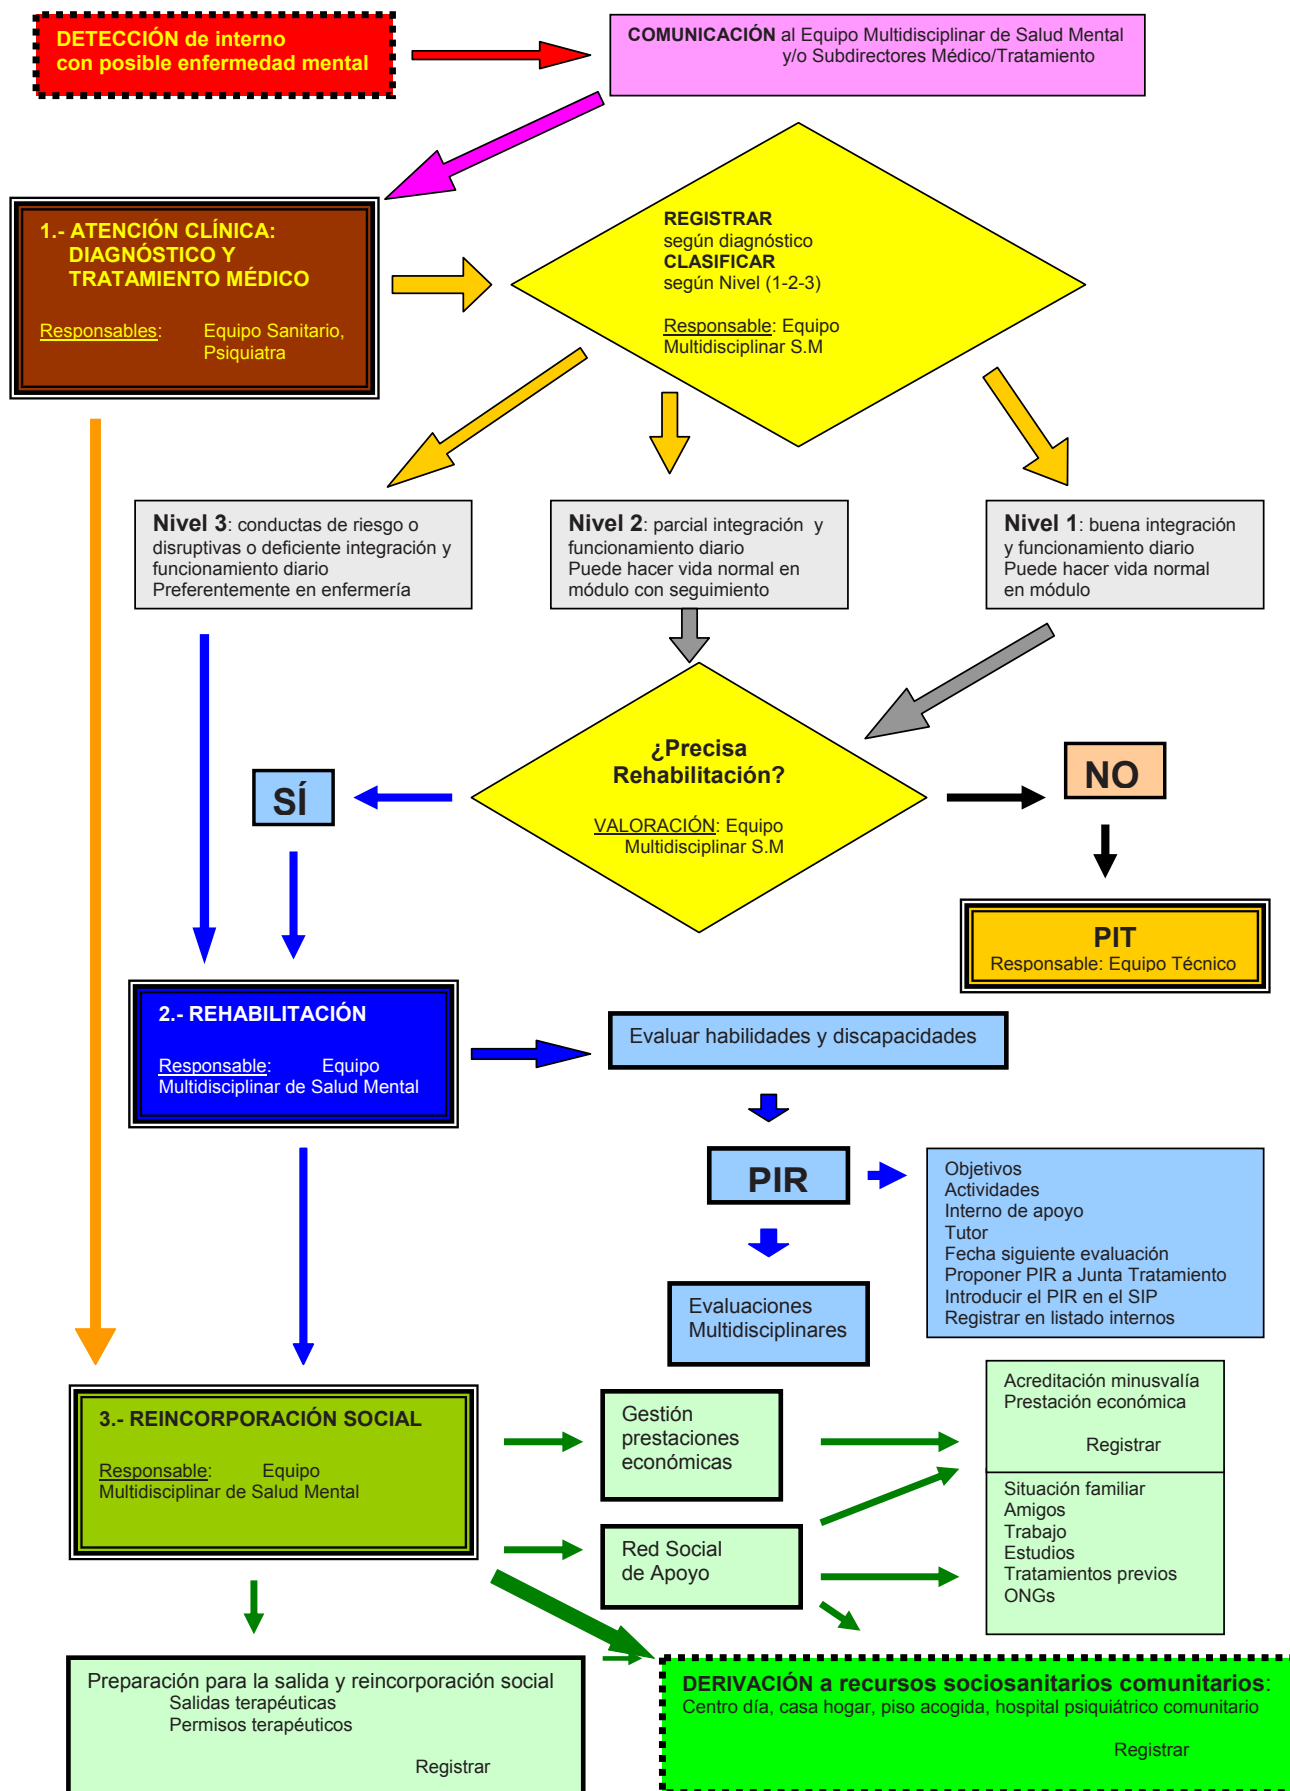 DETECCIÓN de interno
con posible enfermedad mental
COMUNICACIÓN al Equipo Multidisciplinar de Salud Mental
y/o Subdirectores Médico/Tratamiento
1.- ATENCIÓN CLÍNICA:
DIAGNÓSTICO Y
TRATAMIENTO MÉDICO
Responsables: Equipo Sanitario,
Psiquiatra
REGISTRAR
según diagnóstico
CLASIFICAR
según Nivel (1-2-3)
Responsable: Equipo
Multidisciplinar S.M
Nivel 3: conductas de riesgo o
disruptivas o deficiente integración y
funcionamiento diario
Preferentemente en enfermería
Nivel 2: parcial integración y
funcionamiento diario
Puede hacer vida normal en
módulo con seguimiento
Nivel 1: buena integración
y funcionamiento diario
Puede hacer vida normal
en módulo
¿Precisa
Rehabilitación?
VALORACIÓN: Equipo
Multidisciplinar S.M
SÍ
NO
PIT
Responsable: Equipo Técnico
2.- REHABILITACIÓN
Responsable: Equipo
Multidisciplinar de Salud Mental
Evaluar habilidades y discapacidades
PIR
Objetivos
Actividades
Interno de apoyo
Tutor
Fecha siguiente evaluación
Proponer PIR a Junta Tratamiento
Introducir el PIR en el SIP
Registrar en listado internos
Evaluaciones
Multidisciplinares
3.- REINCORPORACIÓN SOCIAL
Responsable: Equipo
Multidisciplinar de Salud Mental
Gestión
prestaciones
económicas
Acreditación minusvalía
Prestación económica
Registrar
Red Social
de Apoyo
Situación familiar
Amigos
Trabajo
Estudios
Tratamientos previos
ONGs
Preparación para la salida y reincorporación social
Salidas terapéuticas
Permisos terapéuticos
Registrar
DERIVACIÓN a recursos sociosanitarios comunitarios:
Centro día, casa hogar, piso acogida, hospital psiquiátrico comunitario
Registrar